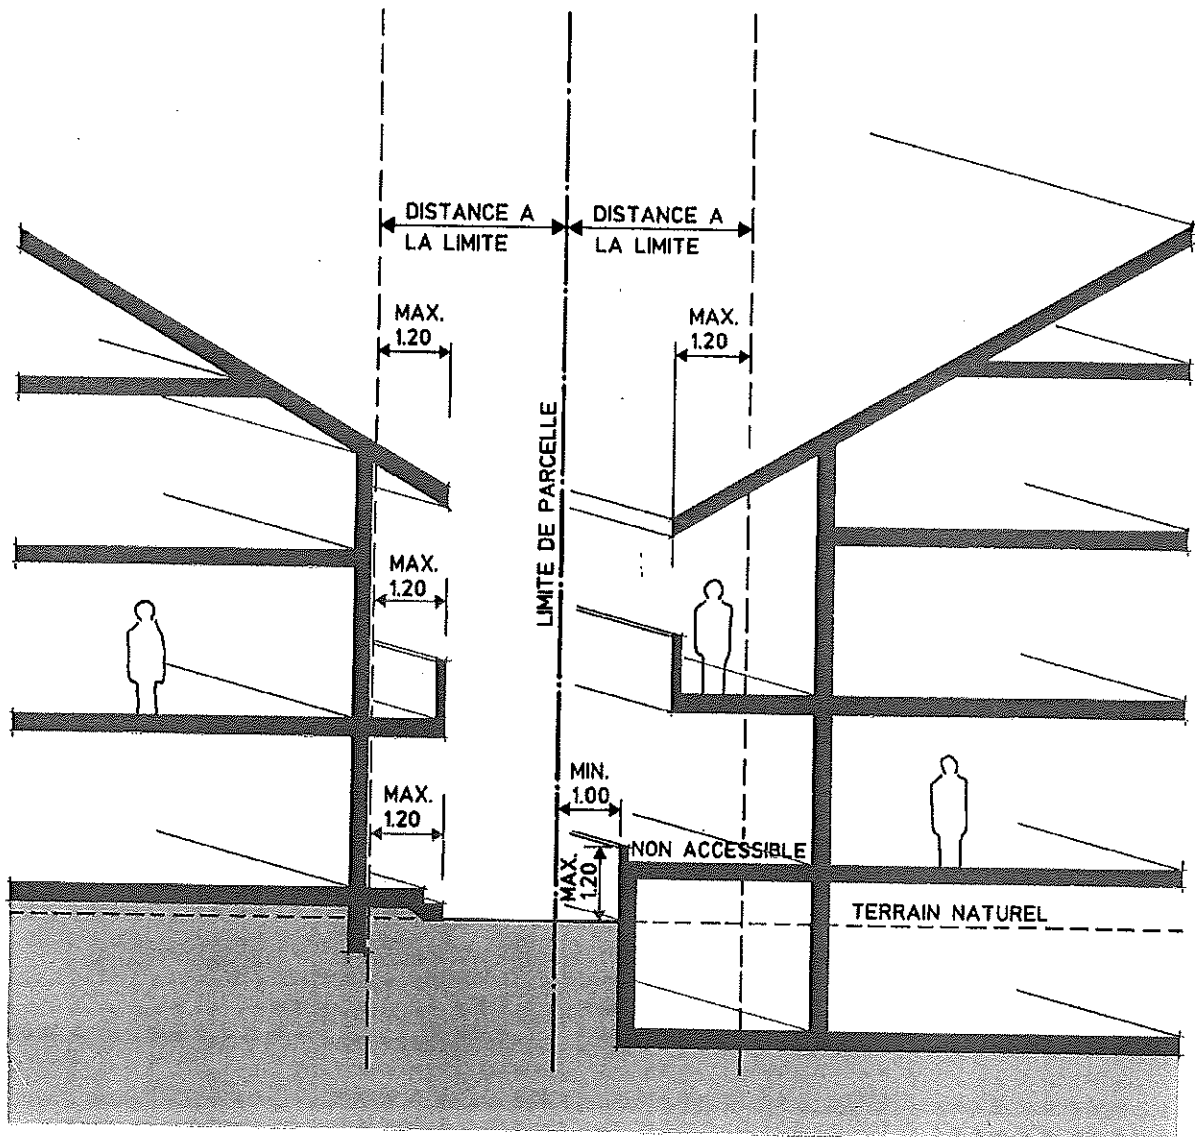 DISTANCE A
LA LIMITE
DISTANCE A
LA LIMITE
MAX.
1.20
MAX.
1.20
LIMITE DE PARCELLE
MAX.
1.20
MAX.
1.20
MIN.
1.00
MAX.
1.20
NON ACCESSIBLE
TERRAIN NATUREL